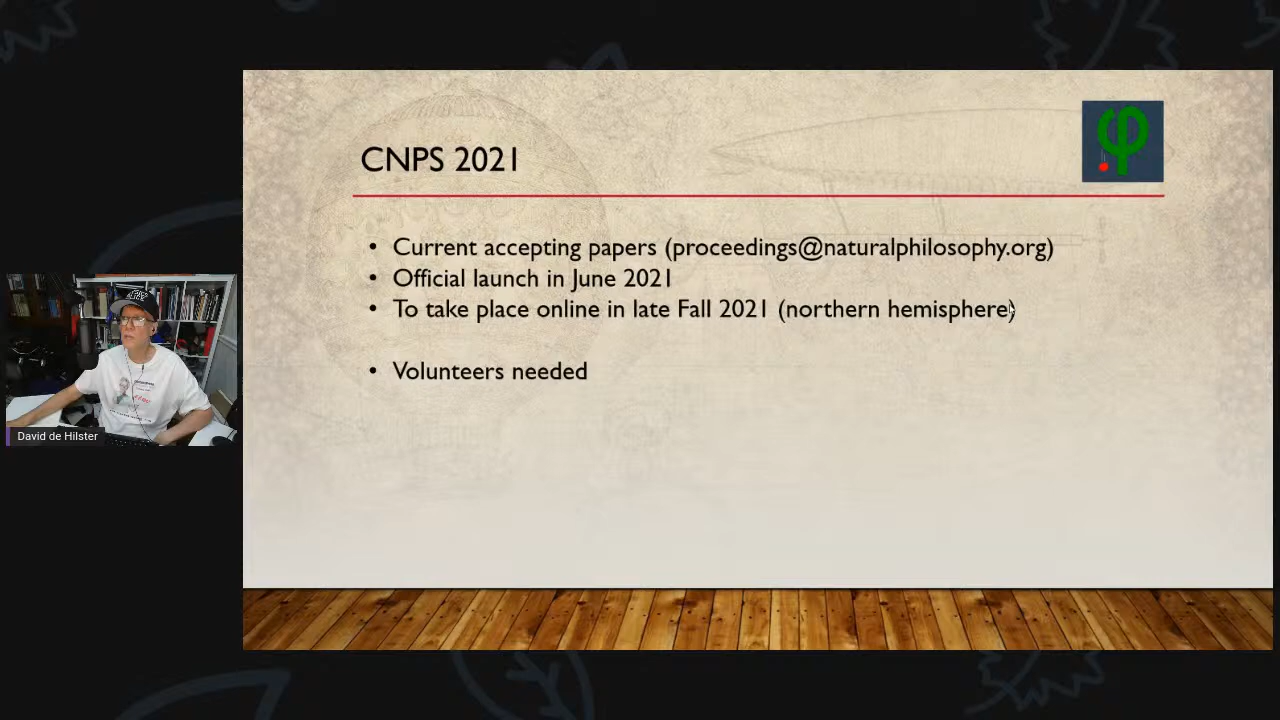 CNPS 2021
φ
• Current accepting papers (proceedings@naturalphilosophy.org)
• Official launch in June 2021
• To take place online in late Fall 2021 (northern hemisphere)
• Volunteers needed
David de Hilster